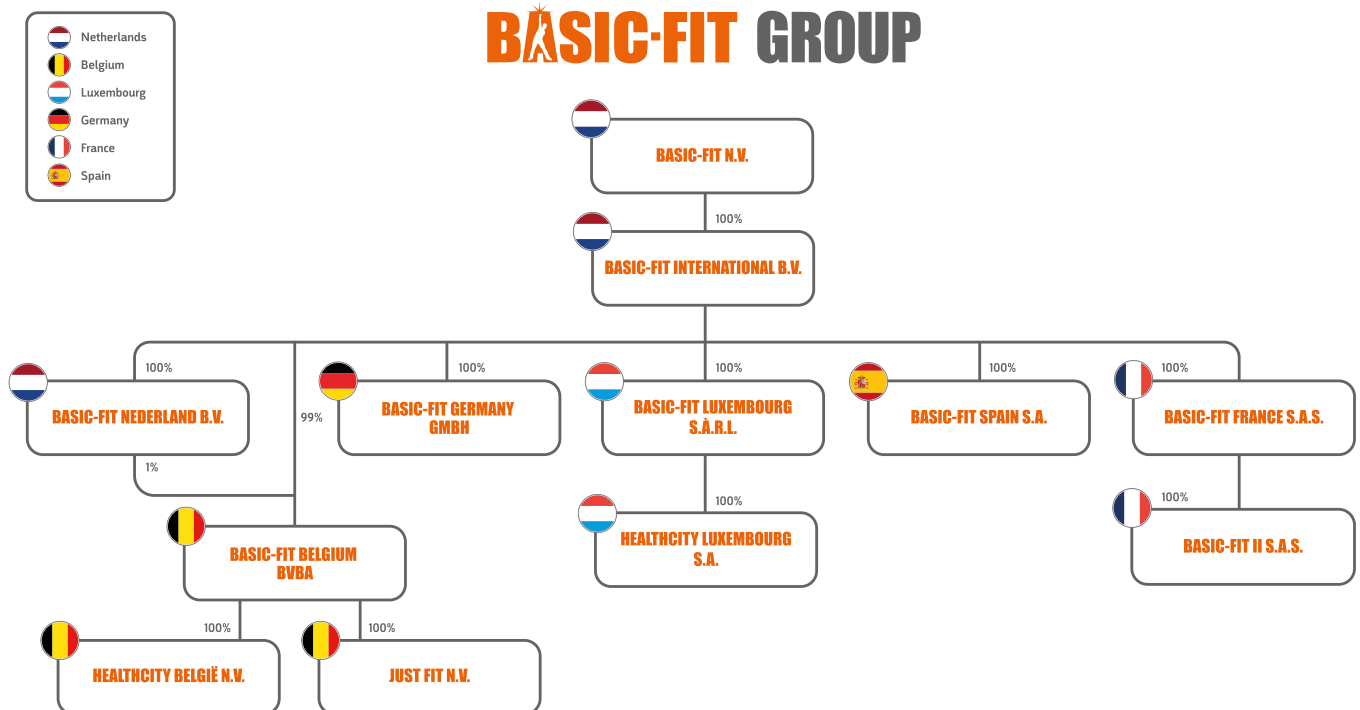 BASIC-FIT GROUP
Netherlands
Belgium
Luxembourg
Germany
France
Spain
BASIC-FIT N.V.
100%
BASIC-FIT INTERNATIONAL B.V.
100%
99%
100%
100%
100%
100%
BASIC-FIT NEDERLAND B.V.
BASIC-FIT GERMANY
GMBH
BASIC-FIT LUXEMBOURG
S.À.R.L.
BASIC-FIT SPAIN S.A.
BASIC-FIT FRANCE S.A.S.
1%
100%
100%
BASIC-FIT BELGIUM
BVBA
HEALTHCITY LUXEMBOURG
S.A.
BASIC-FIT II S.A.S.
100%
100%
HEALTHCITY BELGIË N.V.
JUST FIT N.V.